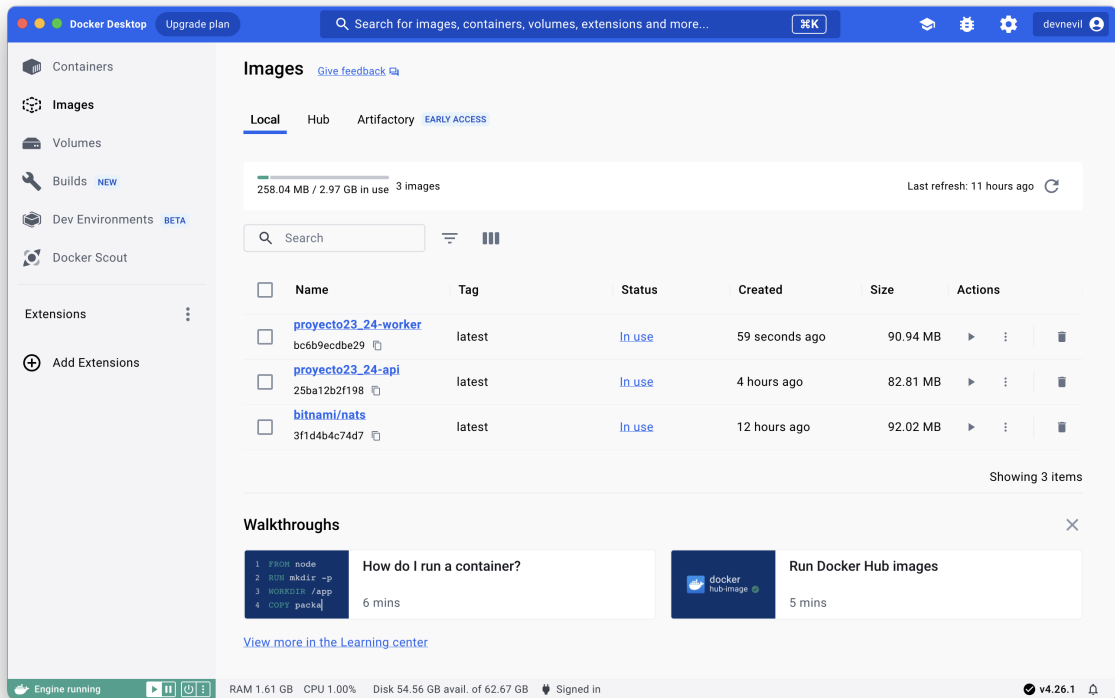 Docker Desktop Upgrade plan Search for images, containers, volumes, extensions and more... ⌘K devnevil
Containers
Images
Volumes
Builds NEW
Dev Environments BETA
Docker Scout
Extensions
Add Extensions
Images Give feedback
Local Hub Artifactory EARLY ACCESS
258.04 MB / 2.97 GB in use 3 images Last refresh: 11 hours ago
Search
Name Tag Status Created Size Actions
proyecto23_24-worker
bc6b9ecdbe29
latest In use 59 seconds ago 90.94 MB
proyecto23_24-api
25ba12b2f198
latest In use 4 hours ago 82.81 MB
bitnami/nats
3f1d4b4c74d7
latest In use 12 hours ago 92.02 MB
Showing 3 items
Walkthroughs
1 FROM node
2 RUN mkdir -p
3 WORKDIR /app
4 COPY packa
How do I run a container?
6 mins
docker
hub-image
Run Docker Hub images
5 mins
View more in the Learning center
Engine running RAM 1.61 GB CPU 1.00% Disk 54.56 GB avail. of 62.67 GB Signed in v4.26.1